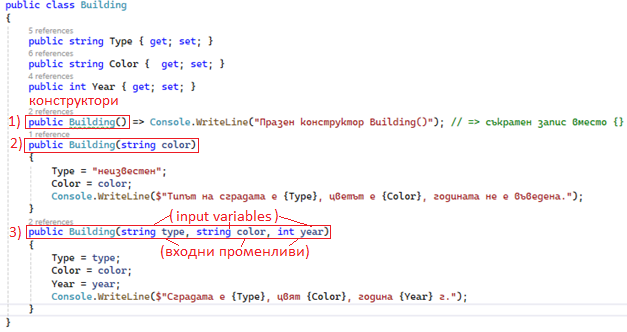 public class Building
{
5 references
public string Type { get; set; }
6 references
public string Color {  get; set; }
4 references
public int Year { get; set; }
конструктори
2 references
1) public Building() => Console.WriteLine("Празен конструктор Building()"); // => съкратен запис вместо {}
1 reference
2) public Building(string color)
{
Type = "неизвестен";
Color = color;
Console.WriteLine($"Типът на сградата е {Type}, цветът е {Color}, годината не е въведена.");
}
( input variables )
2 references
3) public Building(string type, string color, int year)
(входни променливи)
{
Type = type;
Color = color;
Year = year;
Console.WriteLine($"Сградата е {Type}, цвят {Color}, година {Year} г.");
}
}